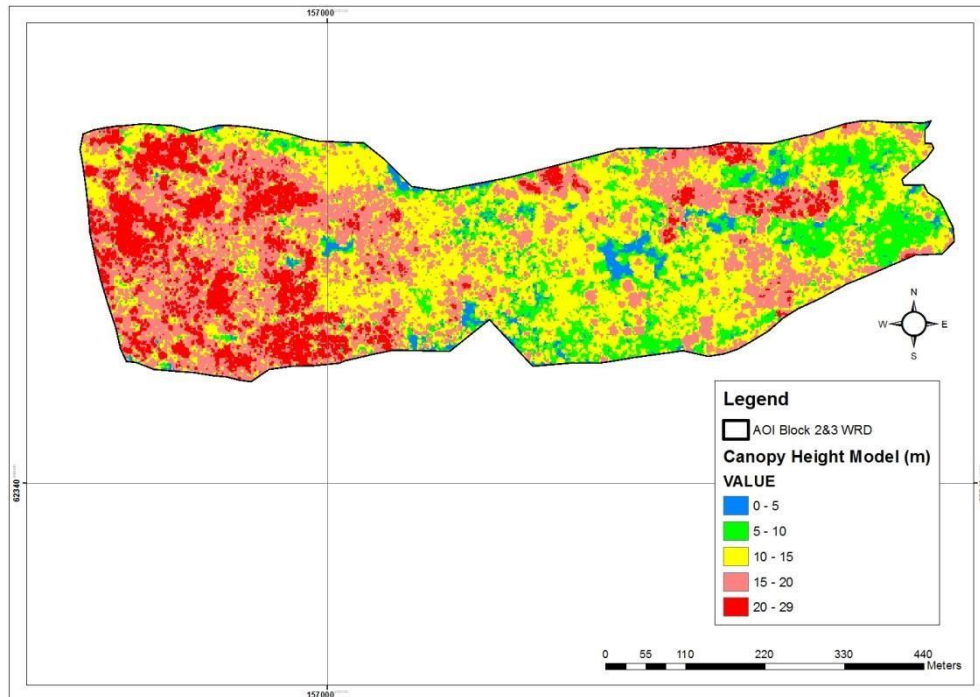 157000
N
W E
S
Legend
AOI Block 2&3 WRD
Canopy Height Model (m)
VALUE
0 - 5
5 - 10
10 - 15
15 - 20
20 - 29
62340
0 55 110 220 330 440
Meters
157000